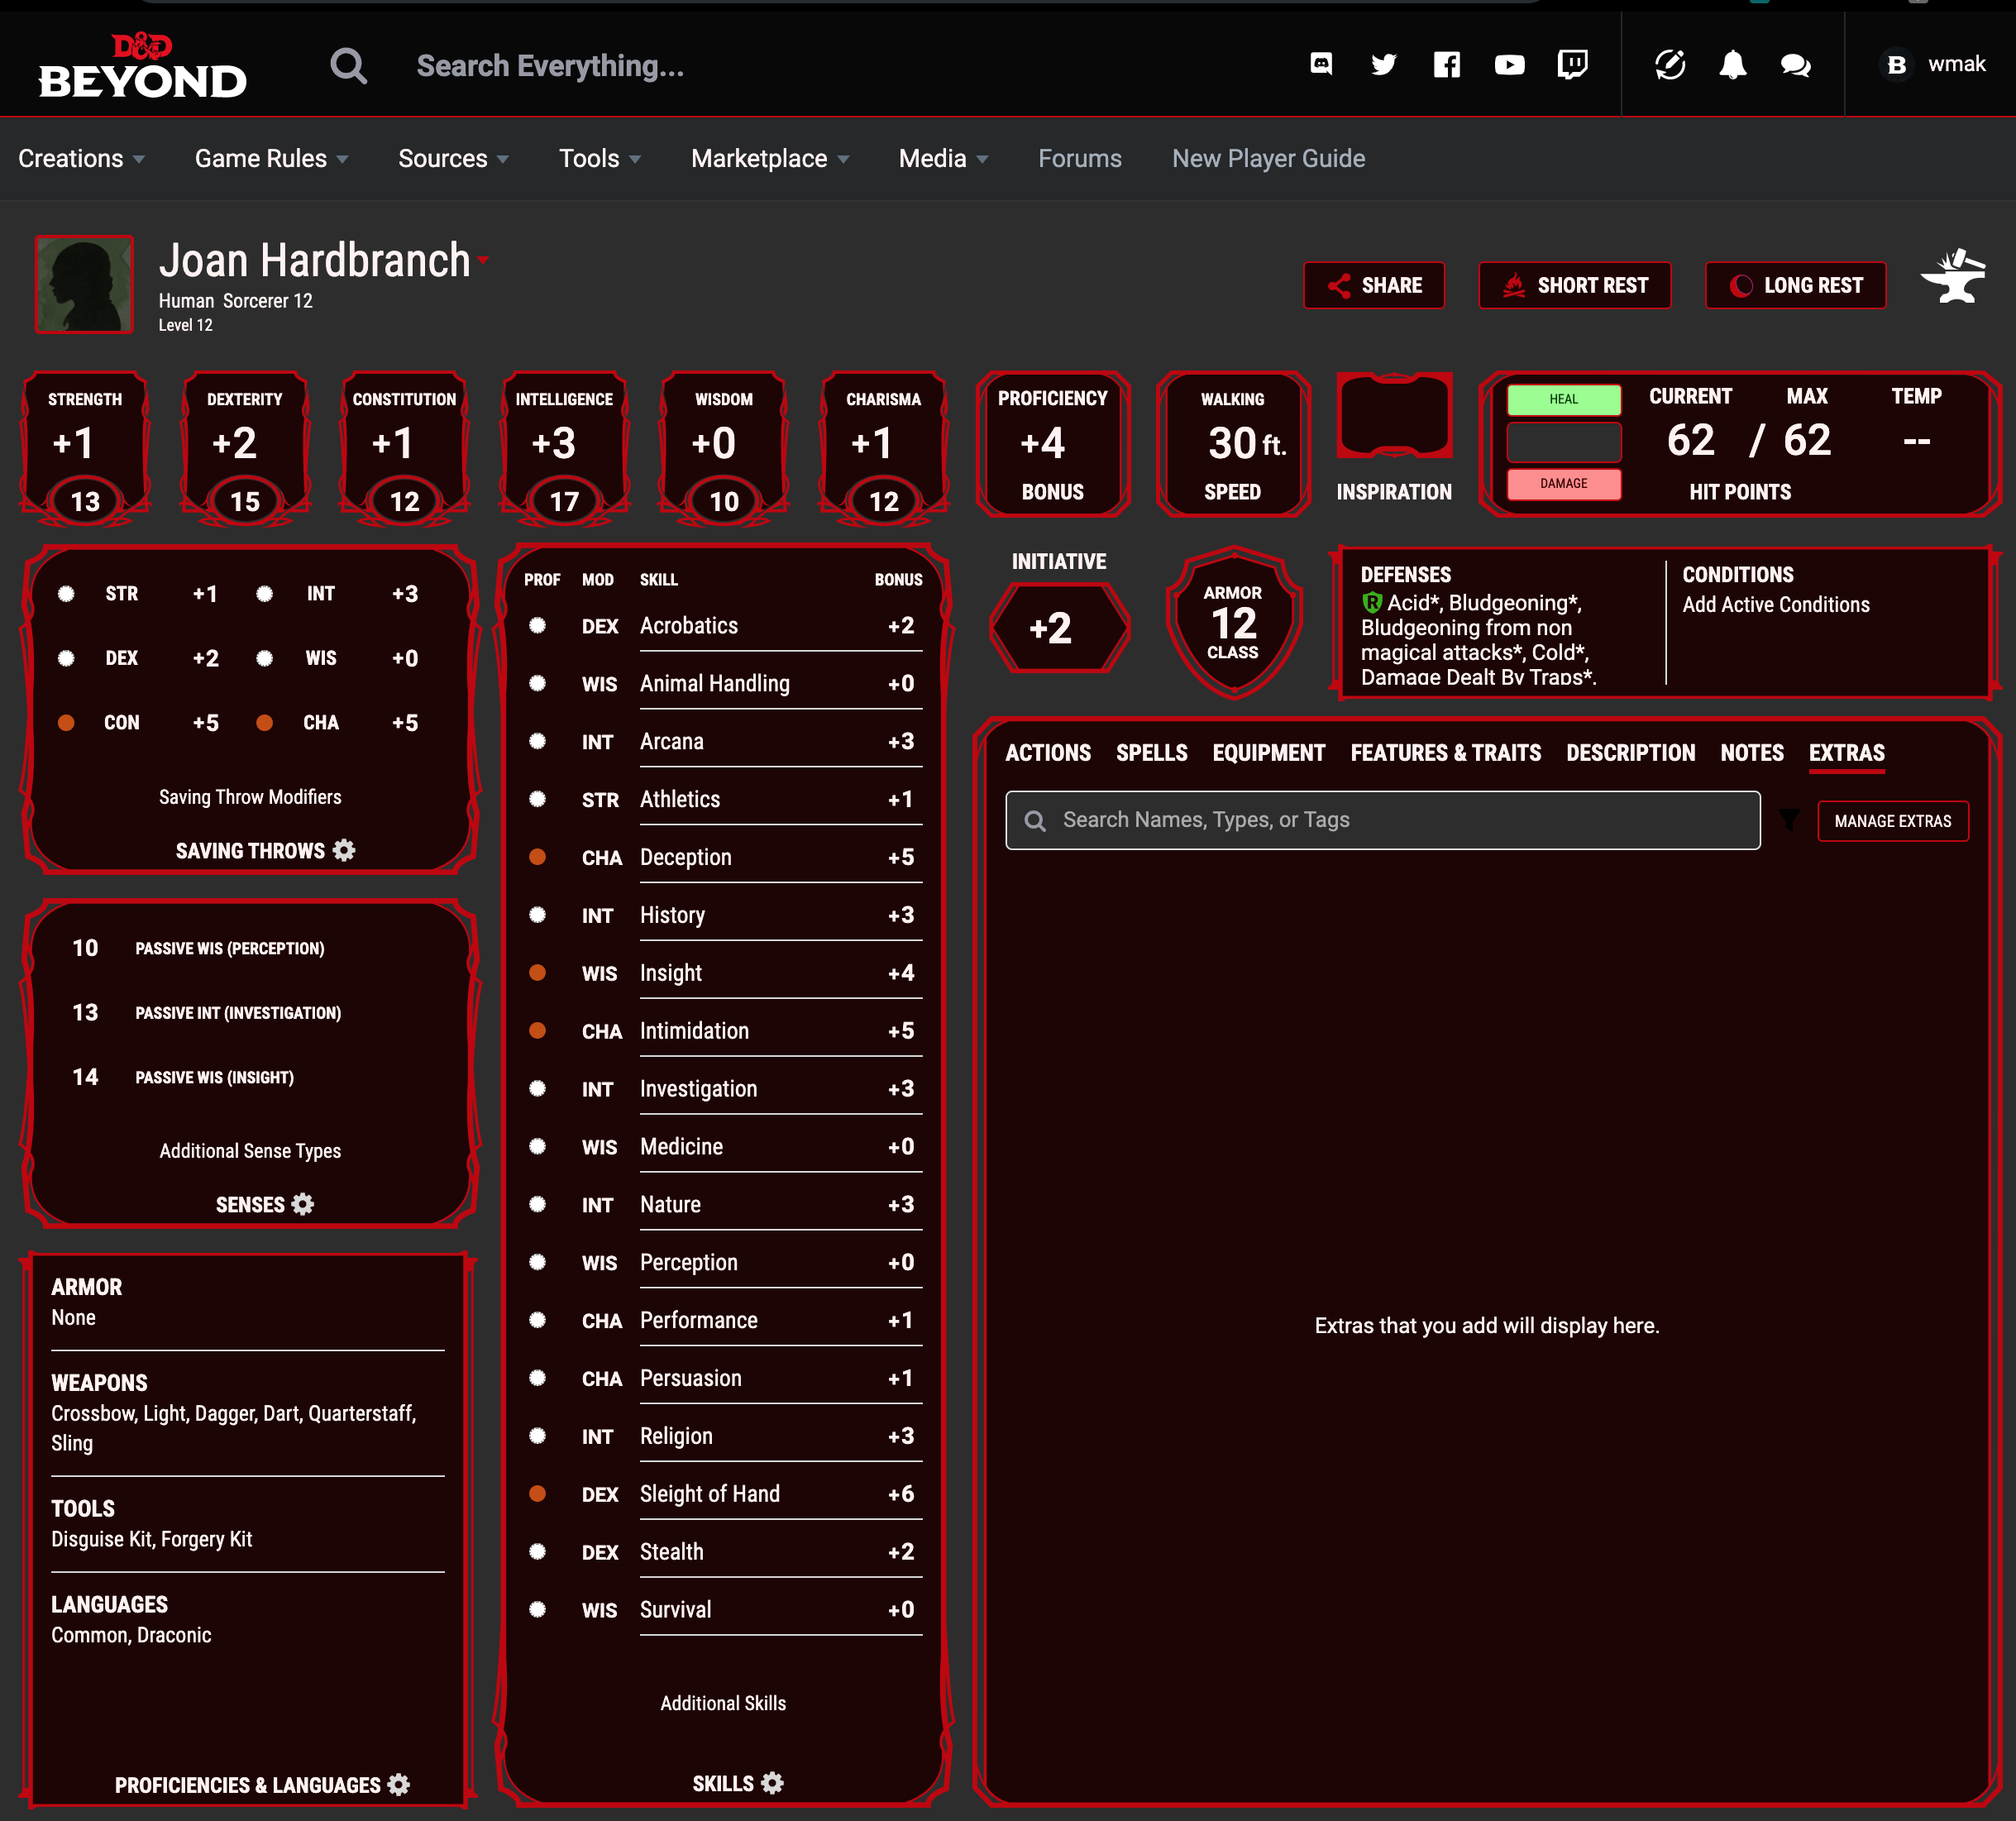 D&D
BEYOND
Search Everything...
B wmak
Creations Game Rules Sources Tools Marketplace Media Forums New Player Guide
Joan Hardbranch
Human Sorcerer 12
Level 12
SHARE SHORT REST LONG REST
STRENGTH
+1
13
DEXTERITY
+2
15
CONSTITUTION
+1
12
INTELLIGENCE
+3
17
WISDOM
+0
10
CHARISMA
+1
12
PROFICIENCY
+4
BONUS
WALKING
30 ft.
SPEED
INSPIRATION
HEAL
DAMAGE
CURRENT MAX TEMP
62 / 62 --
HIT POINTS
STR +1 INT +3
DEX +2 WIS +0
CON +5 CHA +5
Saving Throw Modifiers
SAVING THROWS
10 PASSIVE WIS (PERCEPTION)
13 PASSIVE INT (INVESTIGATION)
14 PASSIVE WIS (INSIGHT)
Additional Sense Types
SENSES
ARMOR
None
WEAPONS
Crossbow, Light, Dagger, Dart, Quarterstaff,
Sling
TOOLS
Disguise Kit, Forgery Kit
LANGUAGES
Common, Draconic
PROFICIENCIES & LANGUAGES
PROF MOD SKILL BONUS
DEX Acrobatics +2
WIS Animal Handling +0
INT Arcana +3
STR Athletics +1
CHA Deception +5
INT History +3
WIS Insight +4
CHA Intimidation +5
INT Investigation +3
WIS Medicine +0
INT Nature +3
WIS Perception +0
CHA Performance +1
CHA Persuasion +1
INT Religion +3
DEX Sleight of Hand +6
DEX Stealth +2
WIS Survival +0
Additional Skills
SKILLS
INITIATIVE
+2
ARMOR
12
CLASS
DEFENSES
R Acid*, Bludgeoning*,
Bludgeoning from non
magical attacks*, Cold*,
Damage Dealt By Traps*,
CONDITIONS
Add Active Conditions
ACTIONS SPELLS EQUIPMENT FEATURES & TRAITS DESCRIPTION NOTES EXTRAS
Search Names, Types, or Tags
MANAGE EXTRAS
Extras that you add will display here.